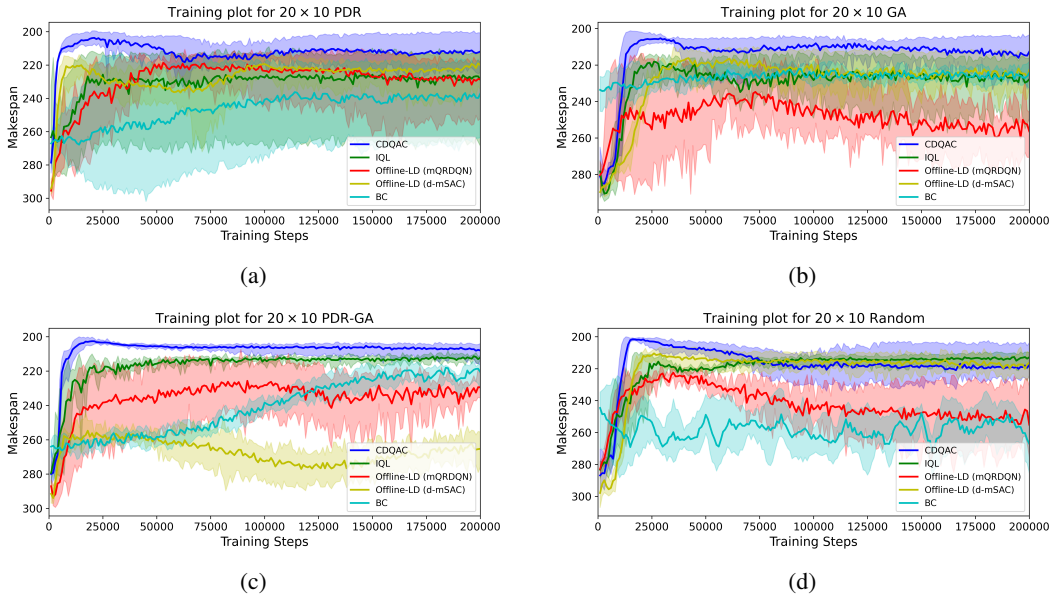 Training plot for 20 × 10 PDR
200
220
240
260
280
300
Makespan
0
25000
50000
75000
100000
125000
150000
175000
200000
Training Steps
CDQAC
IQL
Offline-LD (mQRDQN)
Offline-LD (d-mSAC)
BC
(a)
Training plot for 20 × 10 GA
200
220
240
260
280
Makespan
0
25000
50000
75000
100000
125000
150000
175000
200000
Training Steps
CDQAC
IQL
Offline-LD (mQRDQN)
Offline-LD (d-mSAC)
BC
(b)
Training plot for 20 × 10 PDR-GA
200
220
240
260
280
300
Makespan
0
25000
50000
75000
100000
125000
150000
175000
200000
Training Steps
CDQAC
IQL
Offline-LD (mQRDQN)
Offline-LD (d-mSAC)
BC
(c)
Training plot for 20 × 10 Random
200
220
240
260
280
300
Makespan
0
25000
50000
75000
100000
125000
150000
175000
200000
Training Steps
CDQAC
IQL
Offline-LD (mQRDQN)
Offline-LD (d-mSAC)
BC
(d)